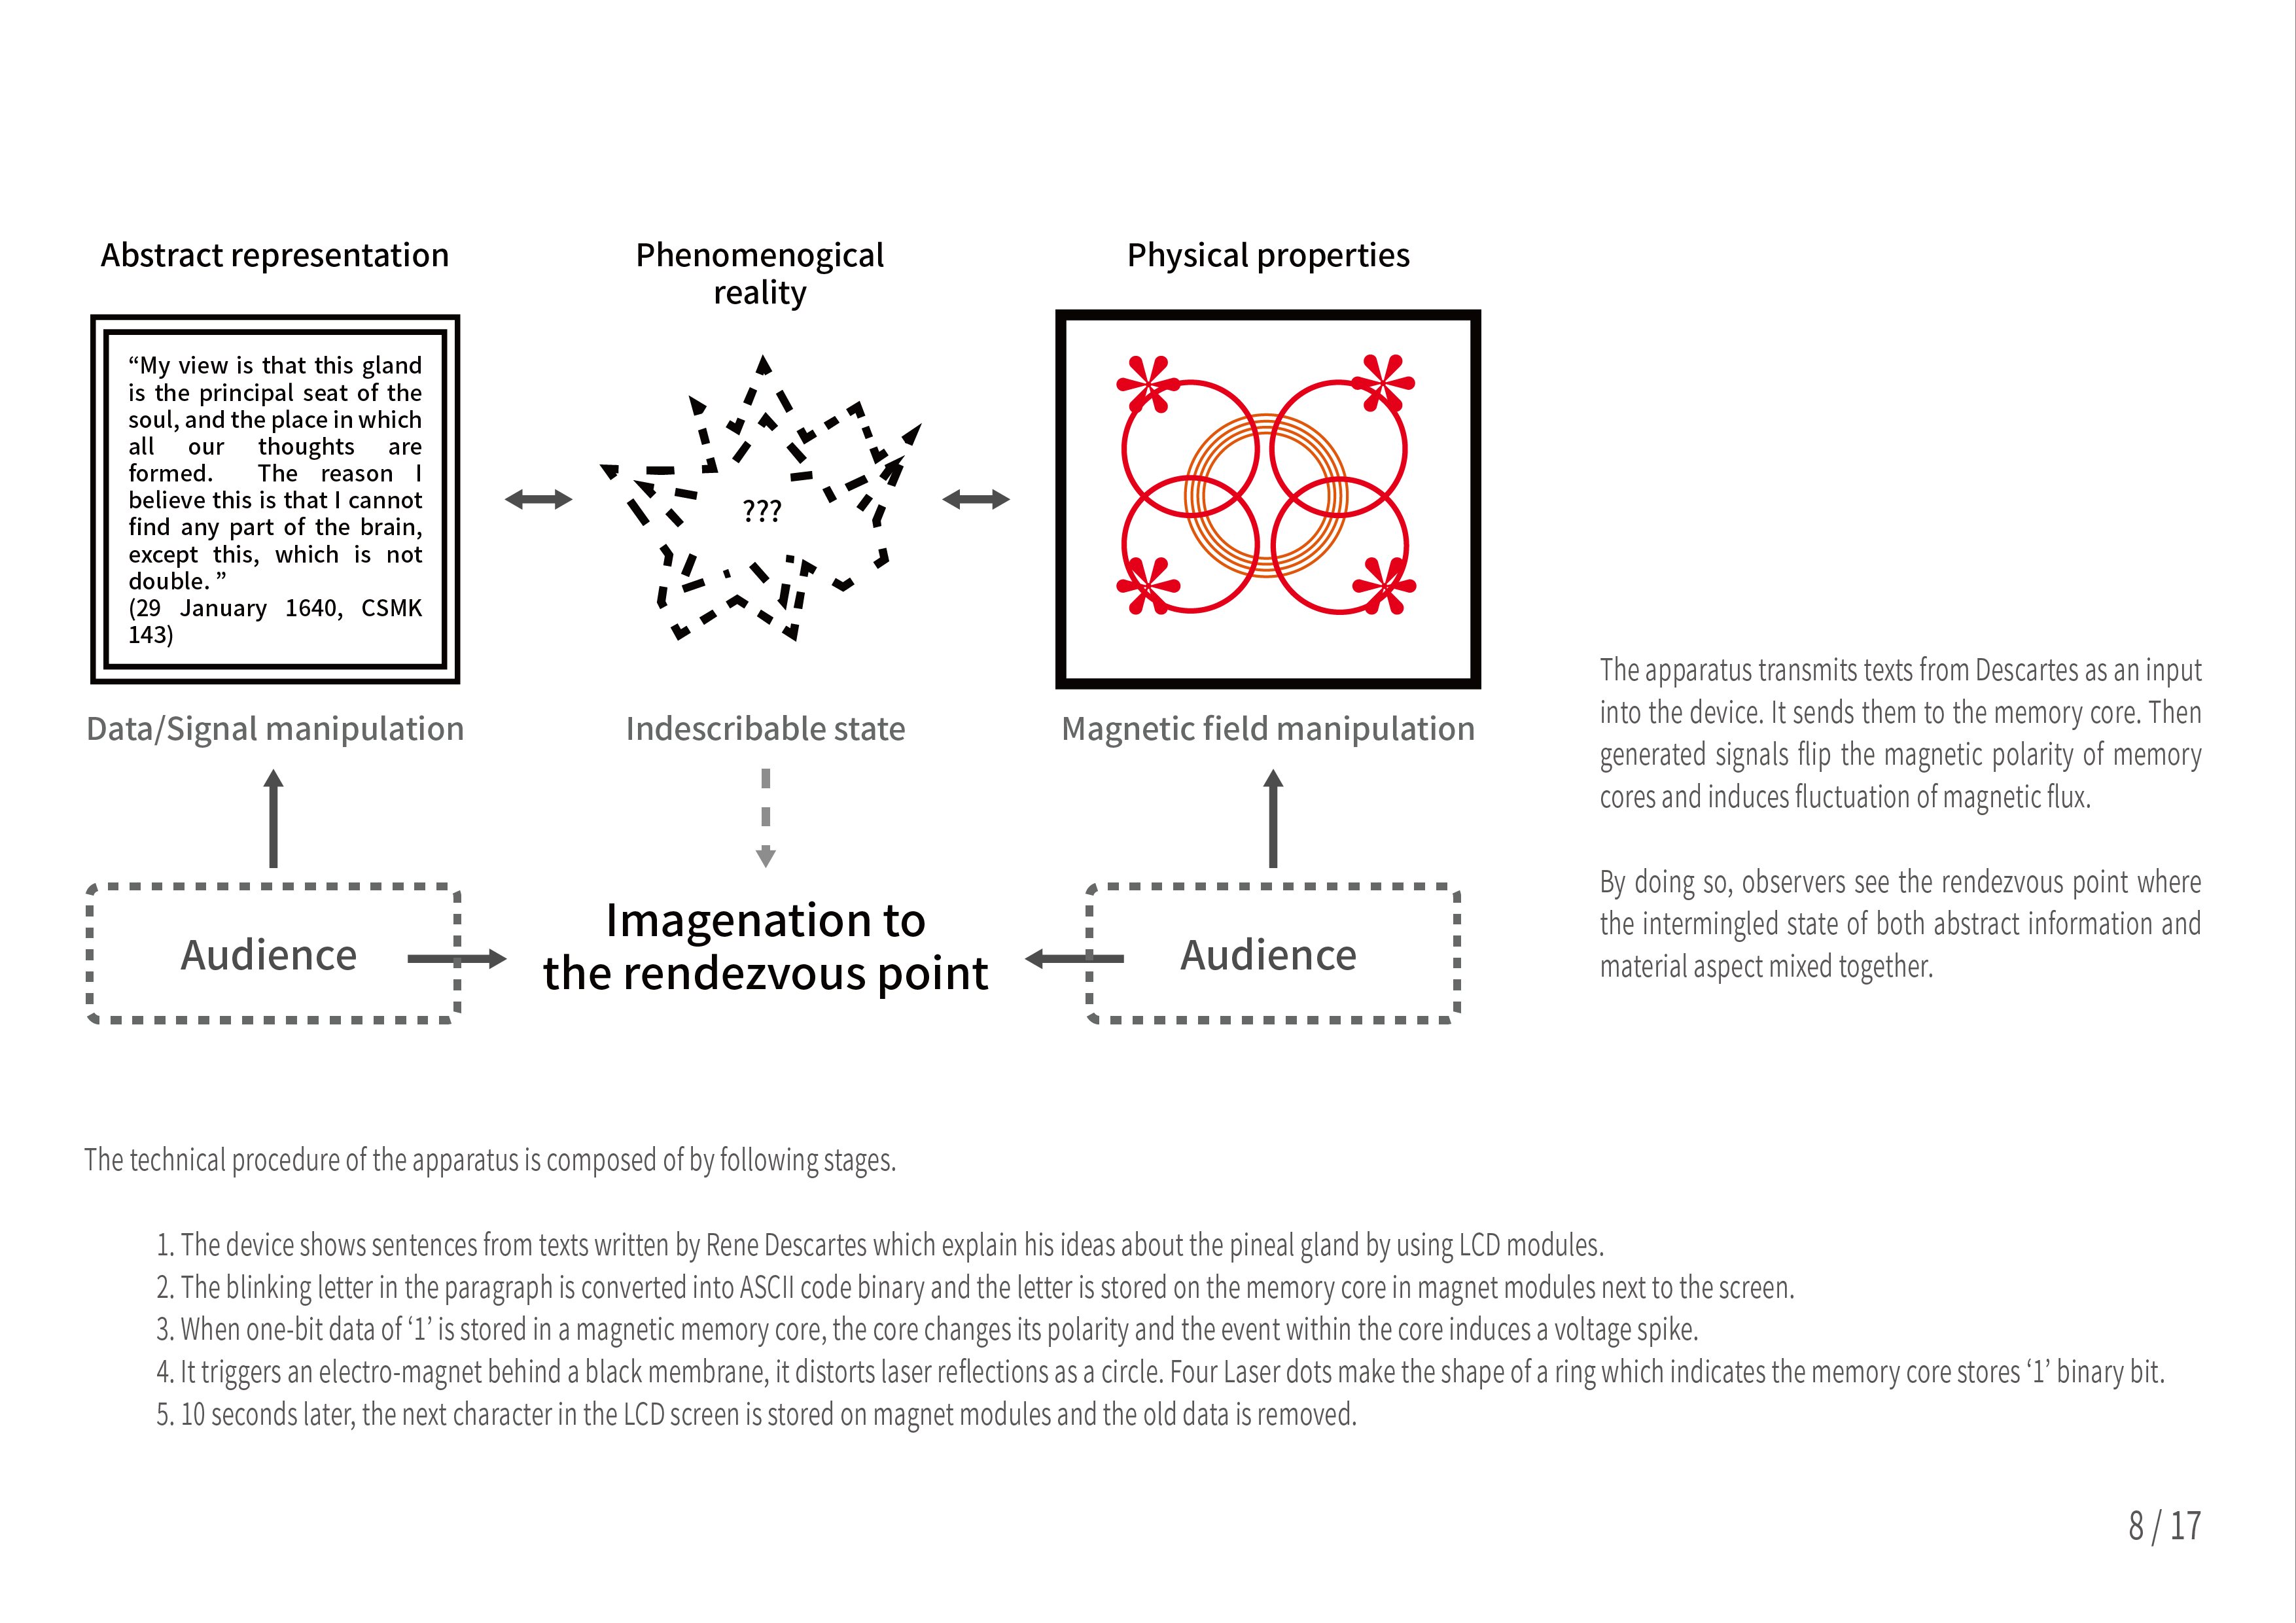 Abstract representation
Phenomenogical
reality
Physical properties
“My view is that this gland
is the principal seat of the
soul, and the place in which
all our thoughts are
formed. The reason I
believe this is that I cannot
find any part of the brain,
except this, which is not
double. ”
(29 January 1640, CSMK
143)
???
Data/Signal manipulation
Indescribable state
Magnetic field manipulation
Audience
Imagenation to
the rendezvous point
Audience
The apparatus transmits texts from Descartes as an input
into the device. It sends them to the memory core. Then
generated signals flip the magnetic polarity of memory
cores and induces fluctuation of magnetic flux.
By doing so, observers see the rendezvous point where
the intermingled state of both abstract information and
material aspect mixed together.
The technical procedure of the apparatus is composed of by following stages.
1. The device shows sentences from texts written by Rene Descartes which explain his ideas about the pineal gland by using LCD modules.
2. The blinking letter in the paragraph is converted into ASCII code binary and the letter is stored on the memory core in magnet modules next to the screen.
3. When one-bit data of ‘1’ is stored in a magnetic memory core, the core changes its polarity and the event within the core induces a voltage spike.
4. It triggers an electro-magnet behind a black membrane, it distorts laser reflections as a circle. Four Laser dots make the shape of a ring which indicates the memory core stores ‘1’ binary bit.
5. 10 seconds later, the next character in the LCD screen is stored on magnet modules and the old data is removed.
8 / 17